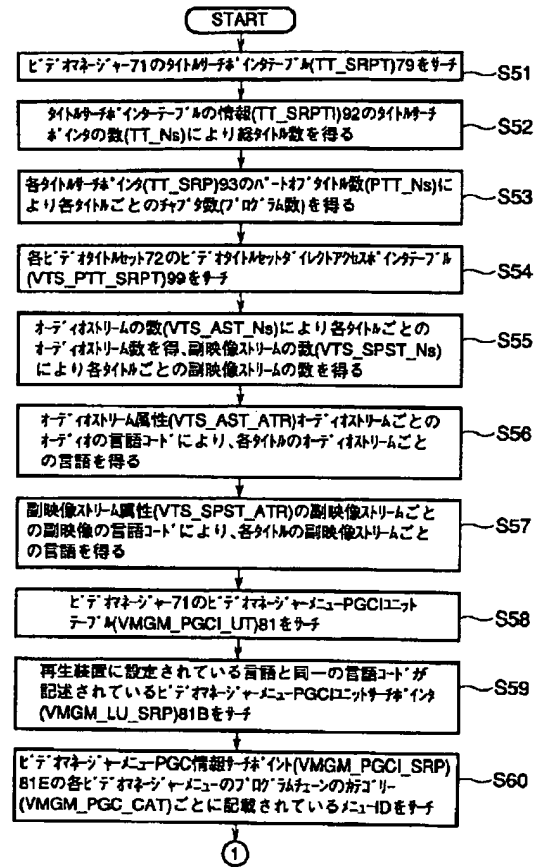 START
ﾋﾞﾃﾞｵﾏﾈｰｼﾞｬｰ71のﾀｲﾄﾙｻｰﾁﾎﾟｲﾝﾀﾃｰﾌﾞﾙ(TT_SRPT)79をｻｰﾁ
S51
ﾀｲﾄﾙｻｰﾁﾎﾟｲﾝﾀｰﾃｰﾌﾞﾙの情報(TT_SRPTI)92のﾀｲﾄﾙｻｰﾁ
ﾎﾟｲﾝﾀの数(TT_Ns)により総ﾀｲﾄﾙ数を得る
S52
各ﾀｲﾄﾙｻｰﾁﾎﾟｲﾝﾀ(TT_SRP)93のﾊﾟｰﾄｵﾌﾞﾀｲﾄﾙ数(PTT_Ns)に
より各ﾀｲﾄﾙごとのﾁｬﾌﾟﾀ数(ﾌﾟﾛｸﾞﾗﾑ数)を得る
S53
各ﾋﾞﾃﾞｵﾀｲﾄﾙｾｯﾄ72のﾋﾞﾃﾞｵﾀｲﾄﾙｾｯﾄﾀﾞｲﾚｸﾄｱｸｾｽﾎﾟｲﾝﾀﾃｰﾌﾞﾙ
(VTS_PTT_SRPT)99をｻｰﾁ
S54
ｵｰﾃﾞｨｵｽﾄﾘｰﾑの数(VTS_AST_Ns)により各ﾀｲﾄﾙごとの
ｵｰﾃﾞｨｵｽﾄﾘｰﾑ数を得､副映像ｽﾄﾘｰﾑの数(VTS_SPST_Ns)
により各ﾀｲﾄﾙごとの副映像ｽﾄﾘｰﾑの数を得る
S55
ｵｰﾃﾞｨｵｽﾄﾘｰﾑ属性(VTS_AST_ATR)ｵｰﾃﾞｨｵｽﾄﾘｰﾑごとの
ｵｰﾃﾞｨｵの言語ｺｰﾄﾞにより､各ﾀｲﾄﾙのｵｰﾃﾞｨｵｽﾄﾘｰﾑごと
の言語を得る
S56
副映像ｽﾄﾘｰﾑ属性(VTS_SPST_ATR)の副映像ｽﾄﾘｰﾑごと
の副映像の言語ｺｰﾄﾞにより､各ﾀｲﾄﾙの副映像ｽﾄﾘｰﾑごと
の言語を得る
S57
ﾋﾞﾃﾞｵﾏﾈｰｼﾞｬｰ71のﾋﾞﾃﾞｵﾏﾈｰｼﾞｬｰﾒﾆｭｰPGCIﾕﾆｯﾄ
ﾃｰﾌﾞﾙ(VMGM_PGCI_UT)81をｻｰﾁ
S58
再生装置に設定されている言語と同一の言語ｺｰﾄﾞが
記述されているﾋﾞﾃﾞｵﾏﾈｰｼﾞｬｰﾒﾆｭｰPGCIﾕﾆｯﾄｻｰﾁﾎﾟｲﾝﾀ
(VMGM_LU_SRP)81Bをｻｰﾁ
S59
ﾋﾞﾃﾞｵﾏﾈｰｼﾞｬｰﾒﾆｭｰPGC情報ｻｰﾁﾎﾟｲﾝﾄ(VMGM_PGCI_SRP)
81Eの各ﾋﾞﾃﾞｵﾏﾈｰｼﾞｬｰﾒﾆｭｰのﾌﾟﾛｸﾞﾗﾑﾁｪｰﾝのｶﾃｺﾞﾘｰ
(VMGM_PGC_CAT)ごとに記載されているﾒﾆｭｰIDをｻｰﾁ
S60
①